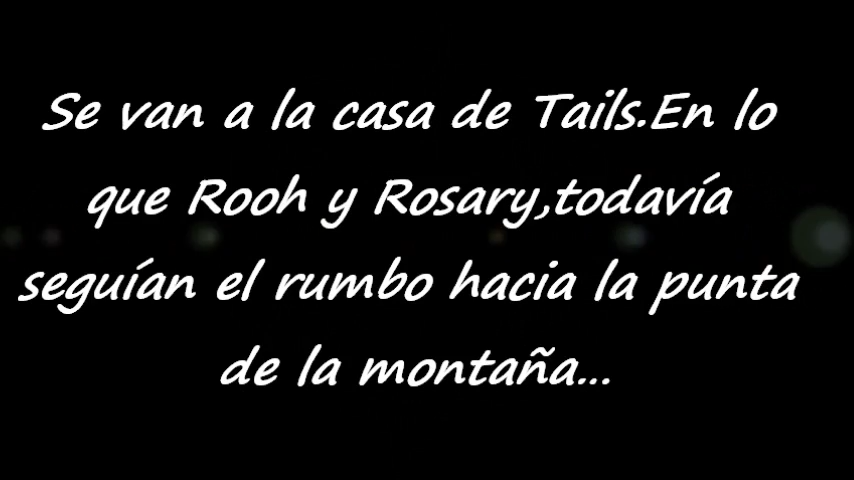 Se van a la casa de Tails.En lo
que Rooh y Rosary,todavía
seguían el rumbo hacia la punta
de la montaña...